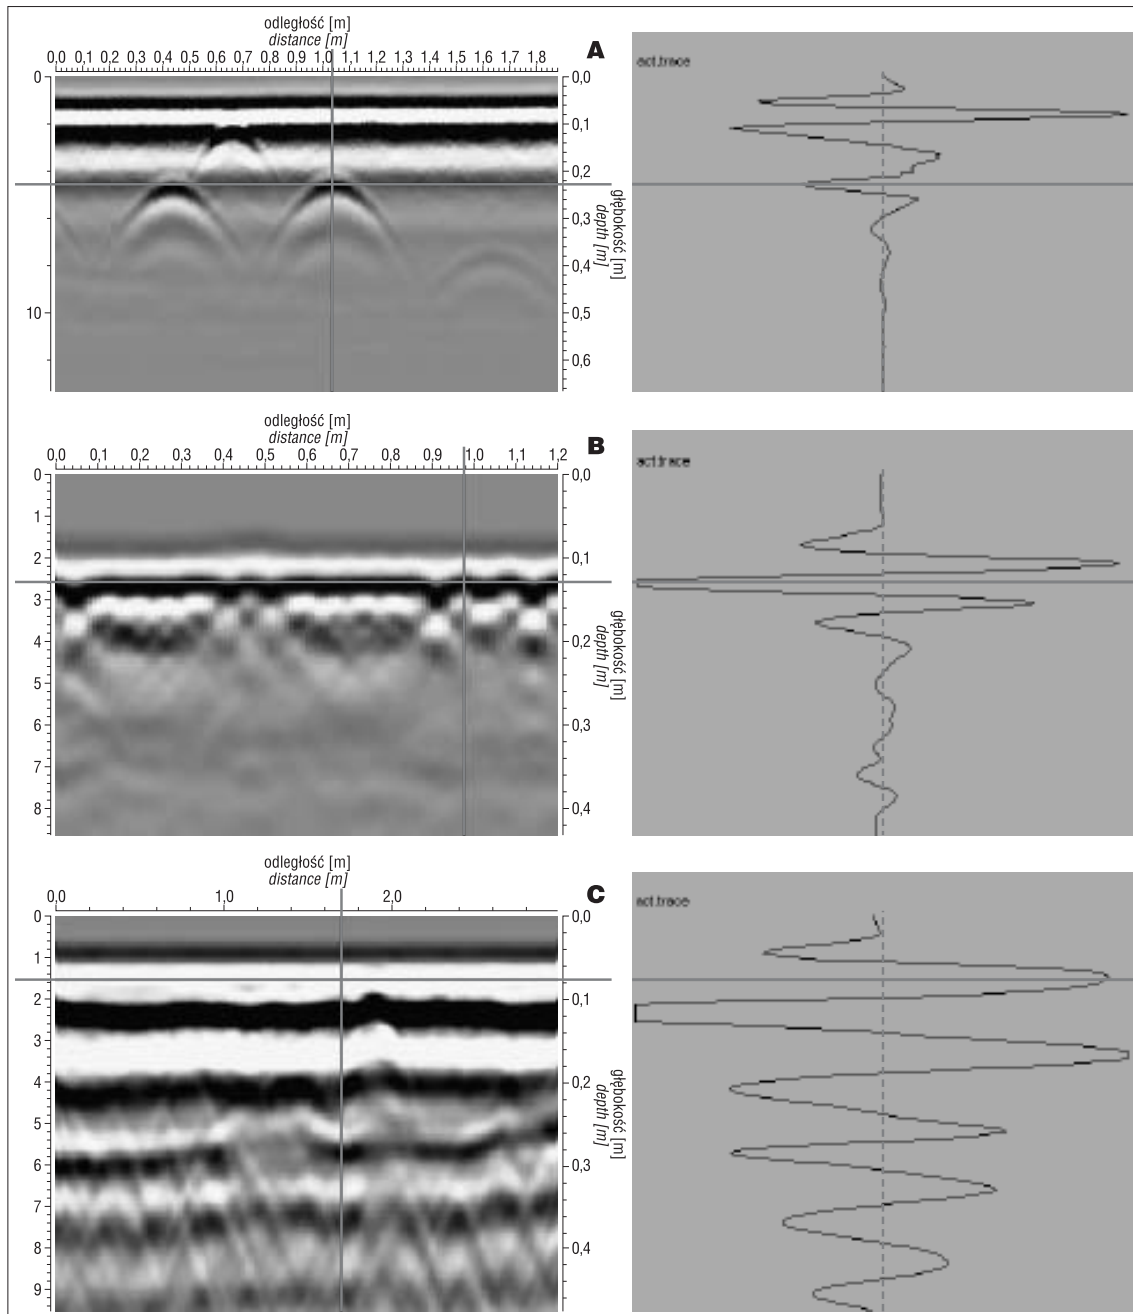 odległość [m]
distance [m]
0,0 0,1 0,2 0,3 0,4 0,5 0,6 0,7 0,8 0,9 1,0 1,1 1,2 1,3 1,4 1,5 1,6 1,7 1,8
A
act.trace
0
10
0,0
0,1
0,2
0,3
0,4
0,5
0,6
głębokość [m]
depth [m]
odległość [m]
distance [m]
0,0 0,1 0,2 0,3 0,4 0,5 0,6 0,7 0,8 0,9 1,0 1,1 1,2
B
act.trace
0
1
2
3
4
5
6
7
8
0,0
0,1
0,2
0,3
0,4
głębokość [m]
depth [m]
odległość [m]
distance [m]
0,0 1,0 2,0
C
act.trace
0
1
2
3
4
5
6
7
8
9
0,0
0,1
0,2
0,3
0,4
głębokość [m]
depth [m]